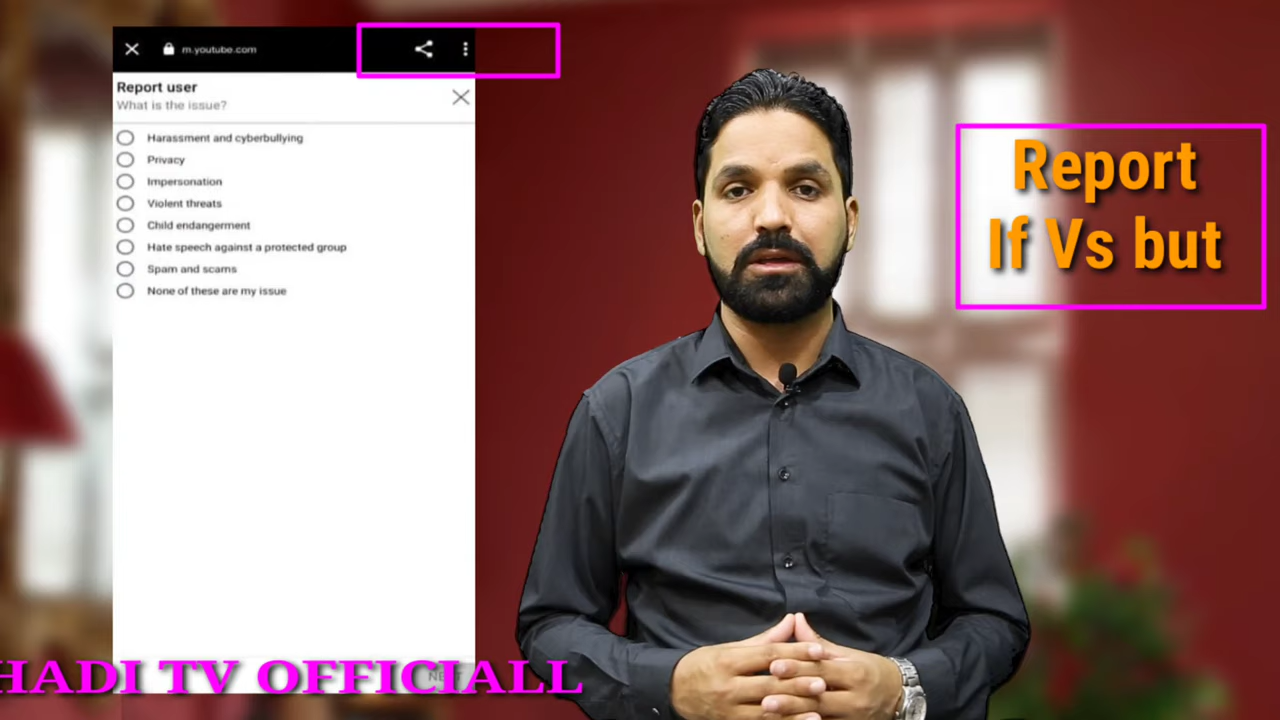 m.youtube.com
Report user
What is the issue?
Harassment and cyberbullying
Privacy
Impersonation
Violent threats
Child endangerment
Hate speech against a protected group
Spam and scams
None of these are my issue
Report
If Vs but
HADI TV OFFICIALL